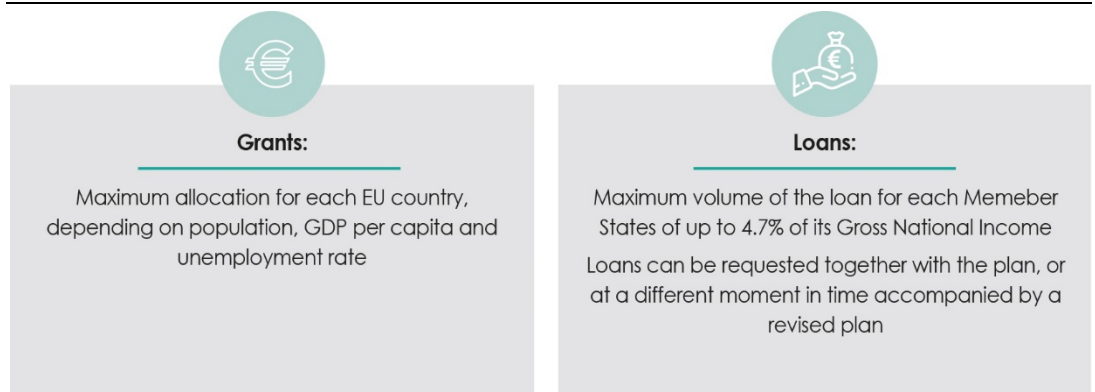 Grants:
Maximum allocation for each EU country,
depending on population, GDP per capita and
unemployment rate
Loans:
Maximum volume of the loan for each Memeber
States of up to 4.7% of its Gross National Income
Loans can be requested together with the plan, or
at a different moment in time accompanied by a
revised plan